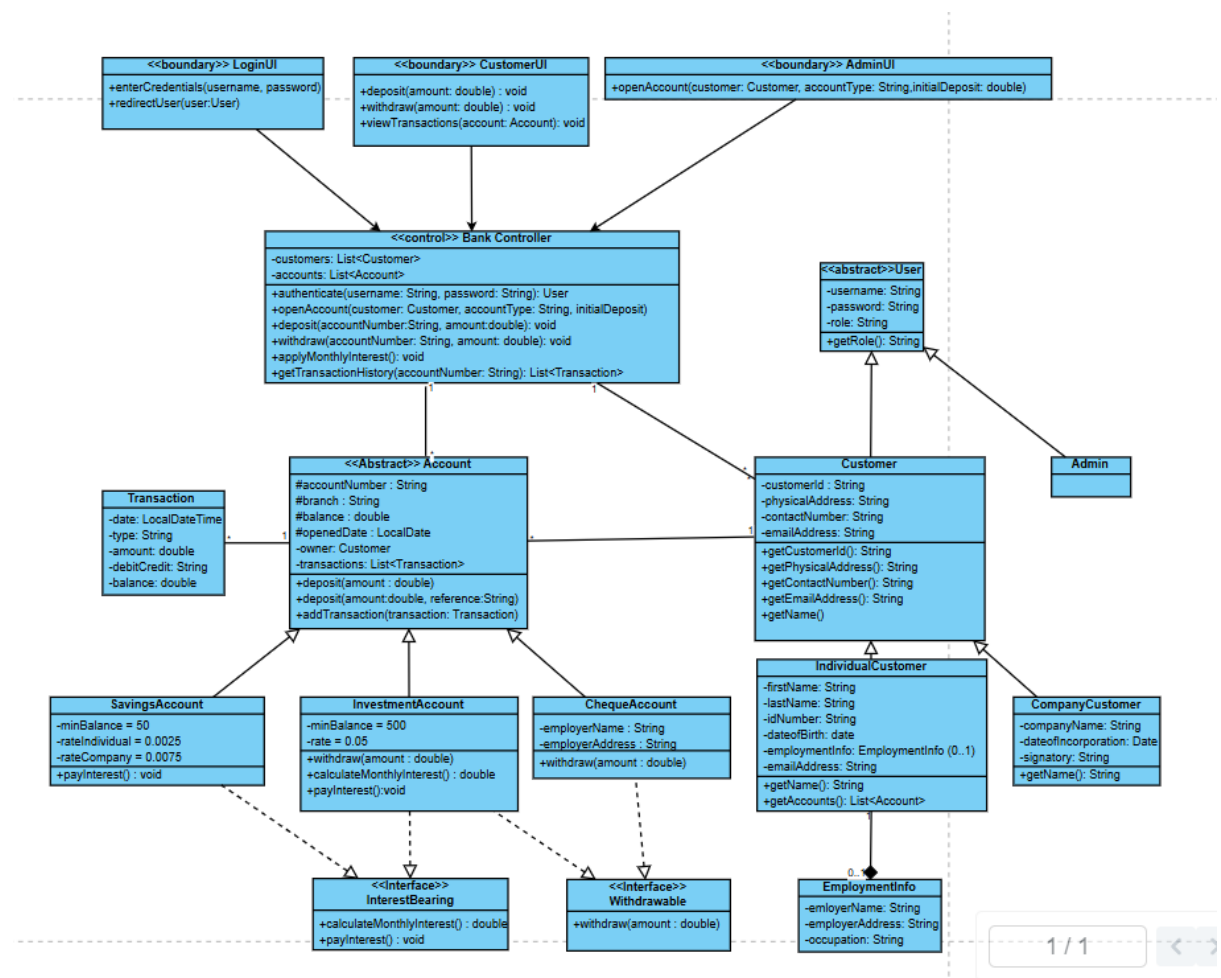 <<boundary>> LoginUI
+enterCredentials(username, password)
+redirectUser(user:User)
<<boundary>> CustomerUI
+deposit(amount: double) : void
+withdraw(amount: double) : void
+viewTransactions(account: Account): void
<<boundary>> AdminUI
+openAccount(customer: Customer, accountType: String,initialDeposit: double)
<<control>> Bank Controller
-customers: List<Customer>
-accounts: List<Account>
+authenticate(username: String, password: String): User
+openAccount(customer: Customer, accountType: String, initialDeposit)
+deposit(accountNumber:String, amount:double): void
+withdraw(accountNumber: String, amount: double): void
+applyMonthlyInterest(): void
+getTransactionHistory(accountNumber: String): List<Transaction>
1
1
<<abstract>>User
-username: String
-password: String
-role: String
+getRole(): String
Admin
*
*
Transaction
-date: LocalDateTime
-type: String
-amount: double
-debitCredit: String
-balance: double
*
1
<<Abstract>> Account
#accountNumber : String
#branch : String
#balance : double
#openedDate : LocalDate
-owner: Customer
-transactions: List<Transaction>
+deposit(amount : double)
+deposit(amount:double, reference:String)
+addTransaction(transaction: Transaction)
*
1
Customer
-customerId : String
-physicalAddress: String
-contactNumber: String
-emailAddress: String
+getCustomerId(): String
+getPhysicalAddress(): String
+getContactNumber(): String
+getEmailAddress(): String
+getName()
SavingsAccount
-minBalance = 50
-rateIndividual = 0.0025
-rateCompany = 0.0075
+payInterest() : void
InvestmentAccount
-minBalance = 500
-rate = 0.05
+withdraw(amount : double)
+calculateMonthlyInterest() : double
+payInterest():void
ChequeAccount
-employerName : String
-employerAddress : String
+withdraw(amount : double)
IndividualCustomer
-firstName: String
-lastName: String
-idNumber: String
-dateofBirth: date
-employmentInfo: EmploymentInfo (0..1)
-emailAddress: String
+getName(): String
+getAccounts(): List<Account>
CompanyCustomer
-companyName: String
-dateofIncorporation: Date
-signatory: String
+getName(): String
1
0..1
<<Interface>>
InterestBearing
+calculateMonthlyInterest() : double
+payInterest() : void
<<Interface>>
Withdrawable
+withdraw(amount : double)
EmploymentInfo
-emloyerName: String
-employerAddress: String
-occupation: String
1 / 1